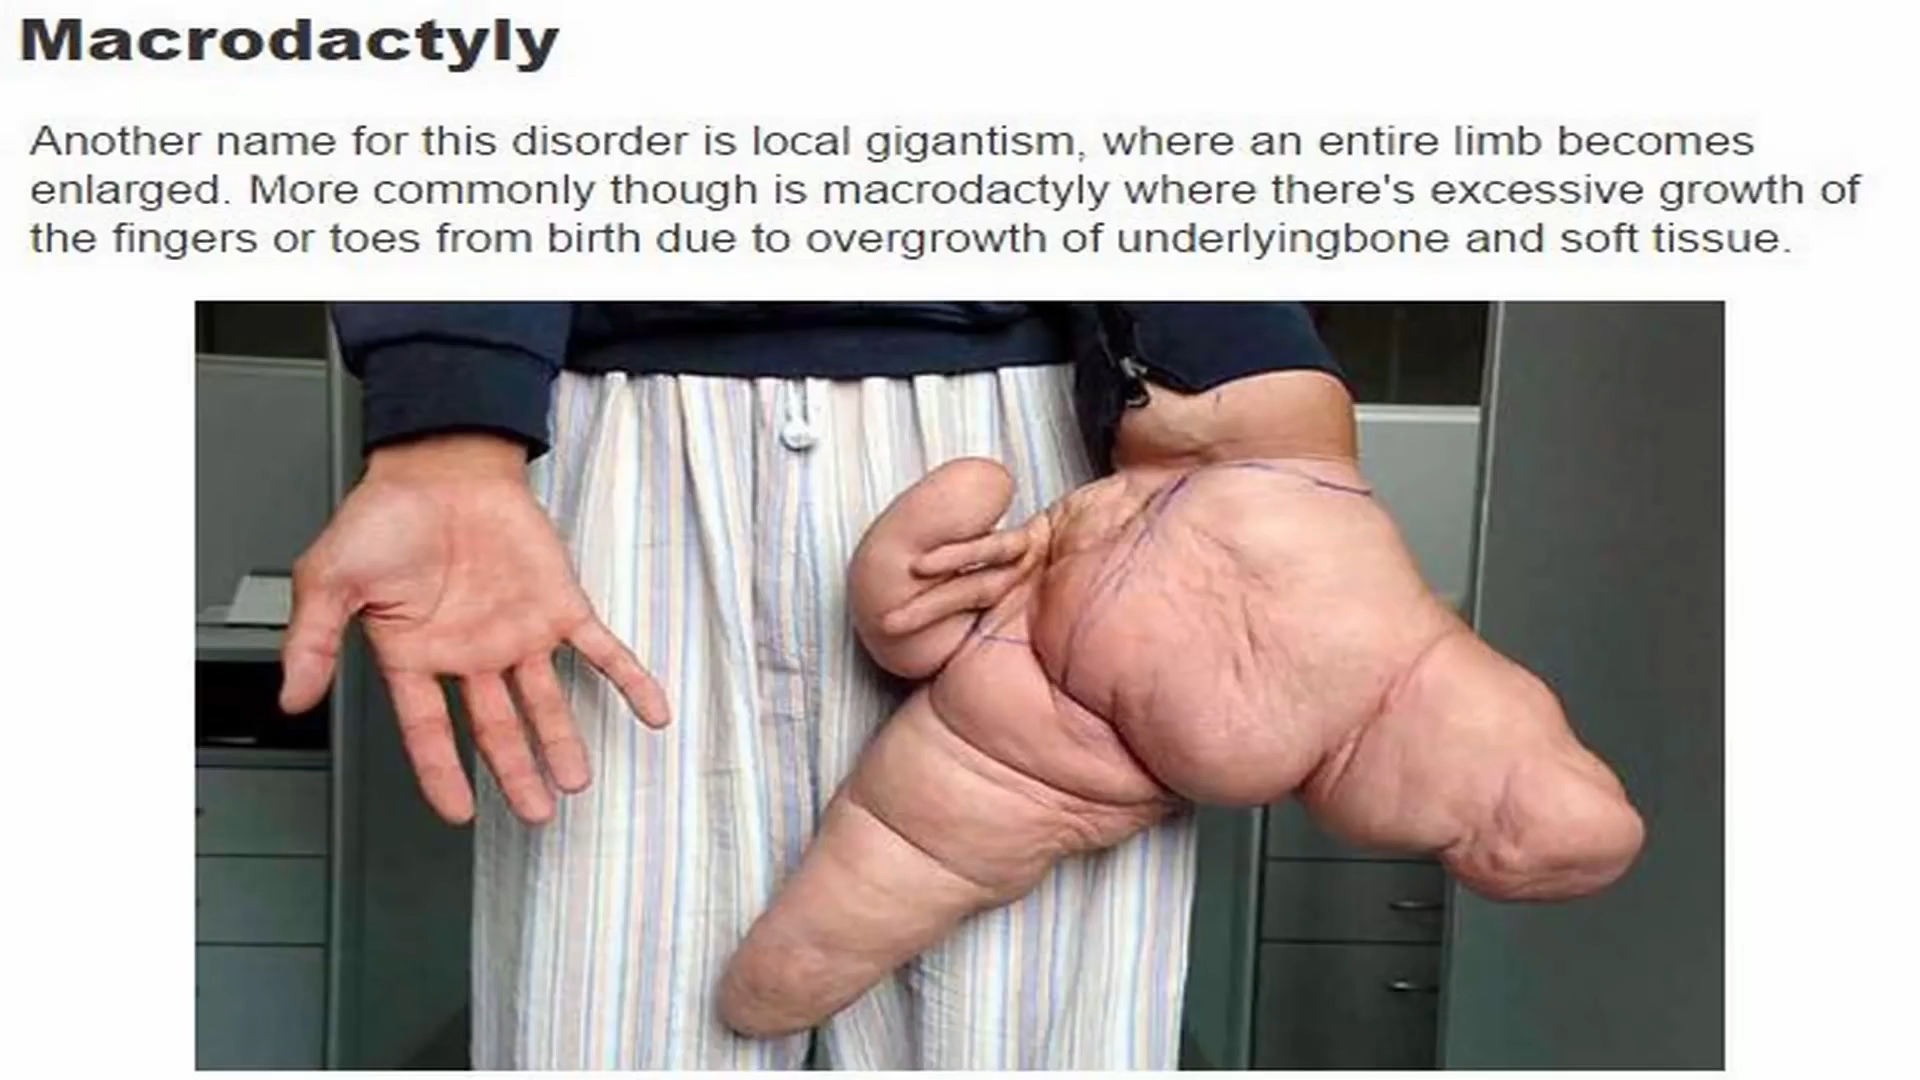 Macrodactyly
Another name for this disorder is local gigantism, where an entire limb becomes
enlarged. More commonly though is macrodactyly where there's excessive growth of
the fingers or toes from birth due to overgrowth of underlyingbone and soft tissue.